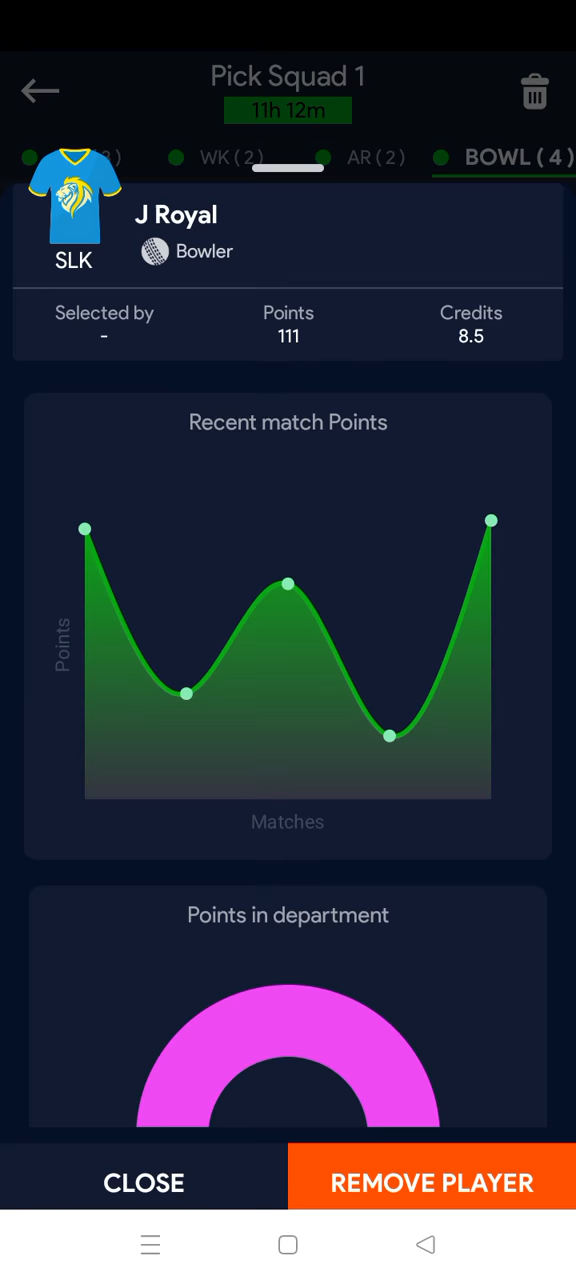 Pick Squad 1
11h 12m
3 )
WK ( 2 )
AR ( 2 )
BOWL ( 4 )
J Royal
Bowler
SLK
Selected by
Points
Credits
-
111
8.5
Recent match Points
Points
Matches
Points in department
CLOSE
REMOVE PLAYER